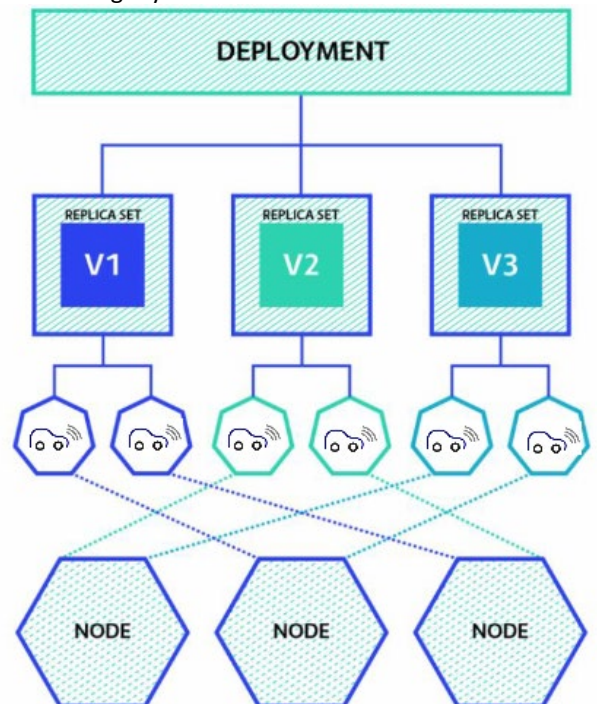 DEPLOYMENT
REPLICA SET
V1
REPLICA SET
V2
REPLICA SET
V3
NODE
NODE
NODE